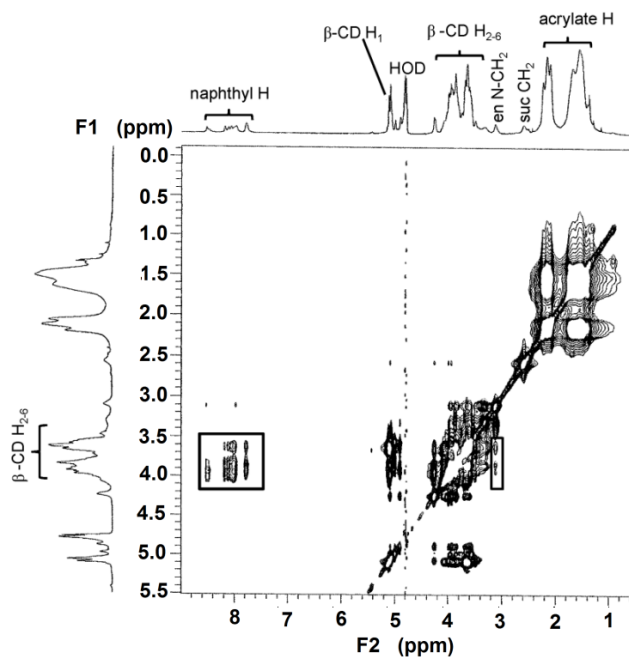 acrylate H
β-CD H1
β -CD H2-6
HOD
en N-CH2
suc CH2
naphthyl H
F1 (ppm)
0.0
0.5
1.0
1.5
2.0
2.5
3.0
3.5
4.0
4.5
5.0
5.5
β -CD H2-6
8 7 6 5 4 3 2 1
F2 (ppm)